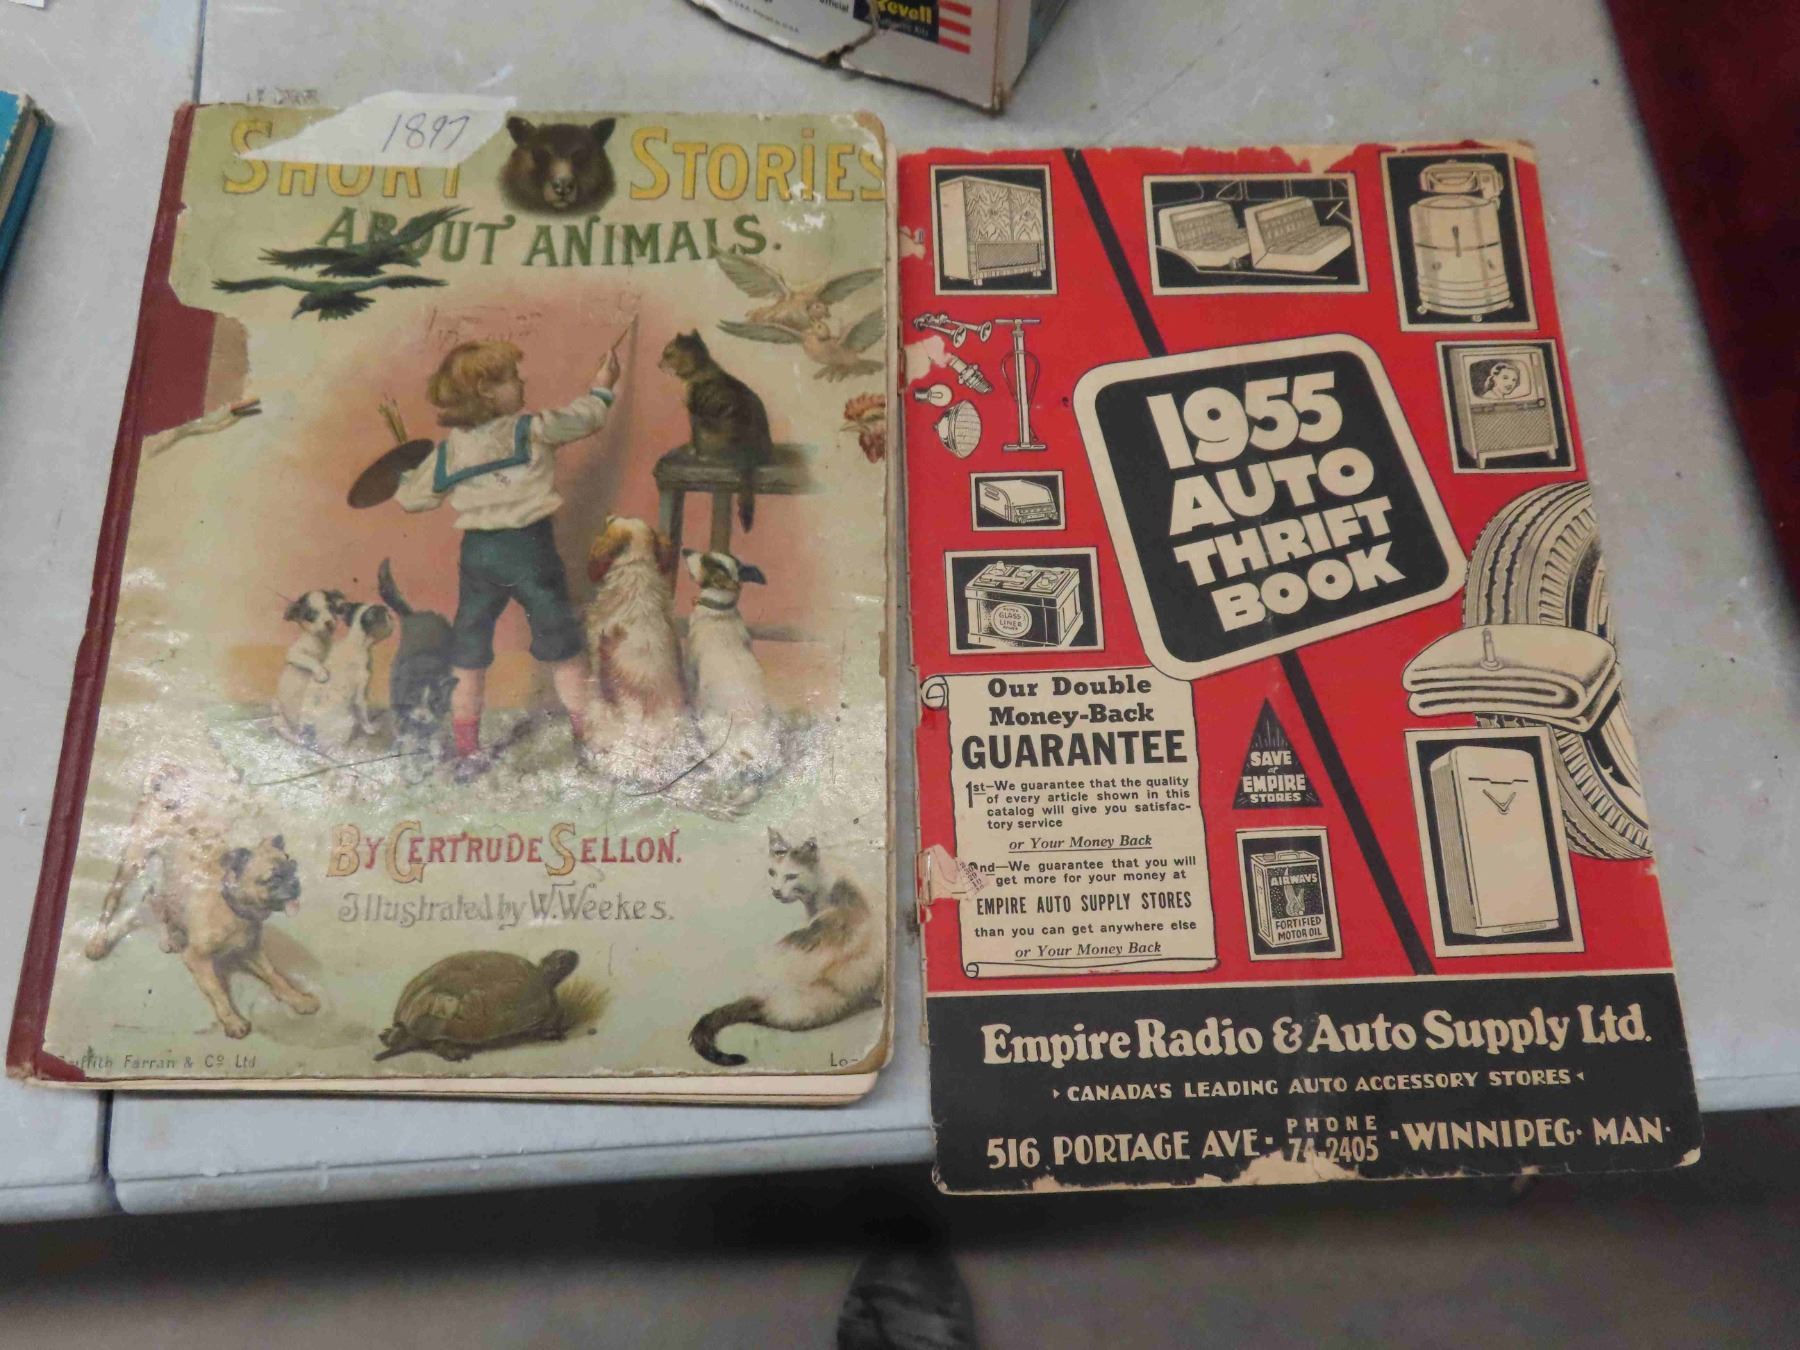 official
Revell
1897
SHORT STORIES
ABOUT ANIMALS.
BY GERTRUDE SELLON.
Illustrated by W. Weekes.
Griffith Farran & Co. Ltd
1955
AUTO
THRIFT
BOOK
SUPER
GLASS
LINER
Our Double
Money-Back
GUARANTEE
1st—We guarantee that the quality
of every article shown in this
catalog will give you satisfac-
tory service
or Your Money Back
2nd—We guarantee that you will
get more for your money at
EMPIRE AUTO SUPPLY STORES
than you can get anywhere else
or Your Money Back
SAVE
at
EMPIRE
STORES
AIRWAYS
FORTIFIED
MOTOR OIL
Empire Radio & Auto Supply Ltd.
CANADA'S LEADING AUTO ACCESSORY STORES
516 PORTAGE AVE · PHONE 74-2405 · WINNIPEG · MAN ·